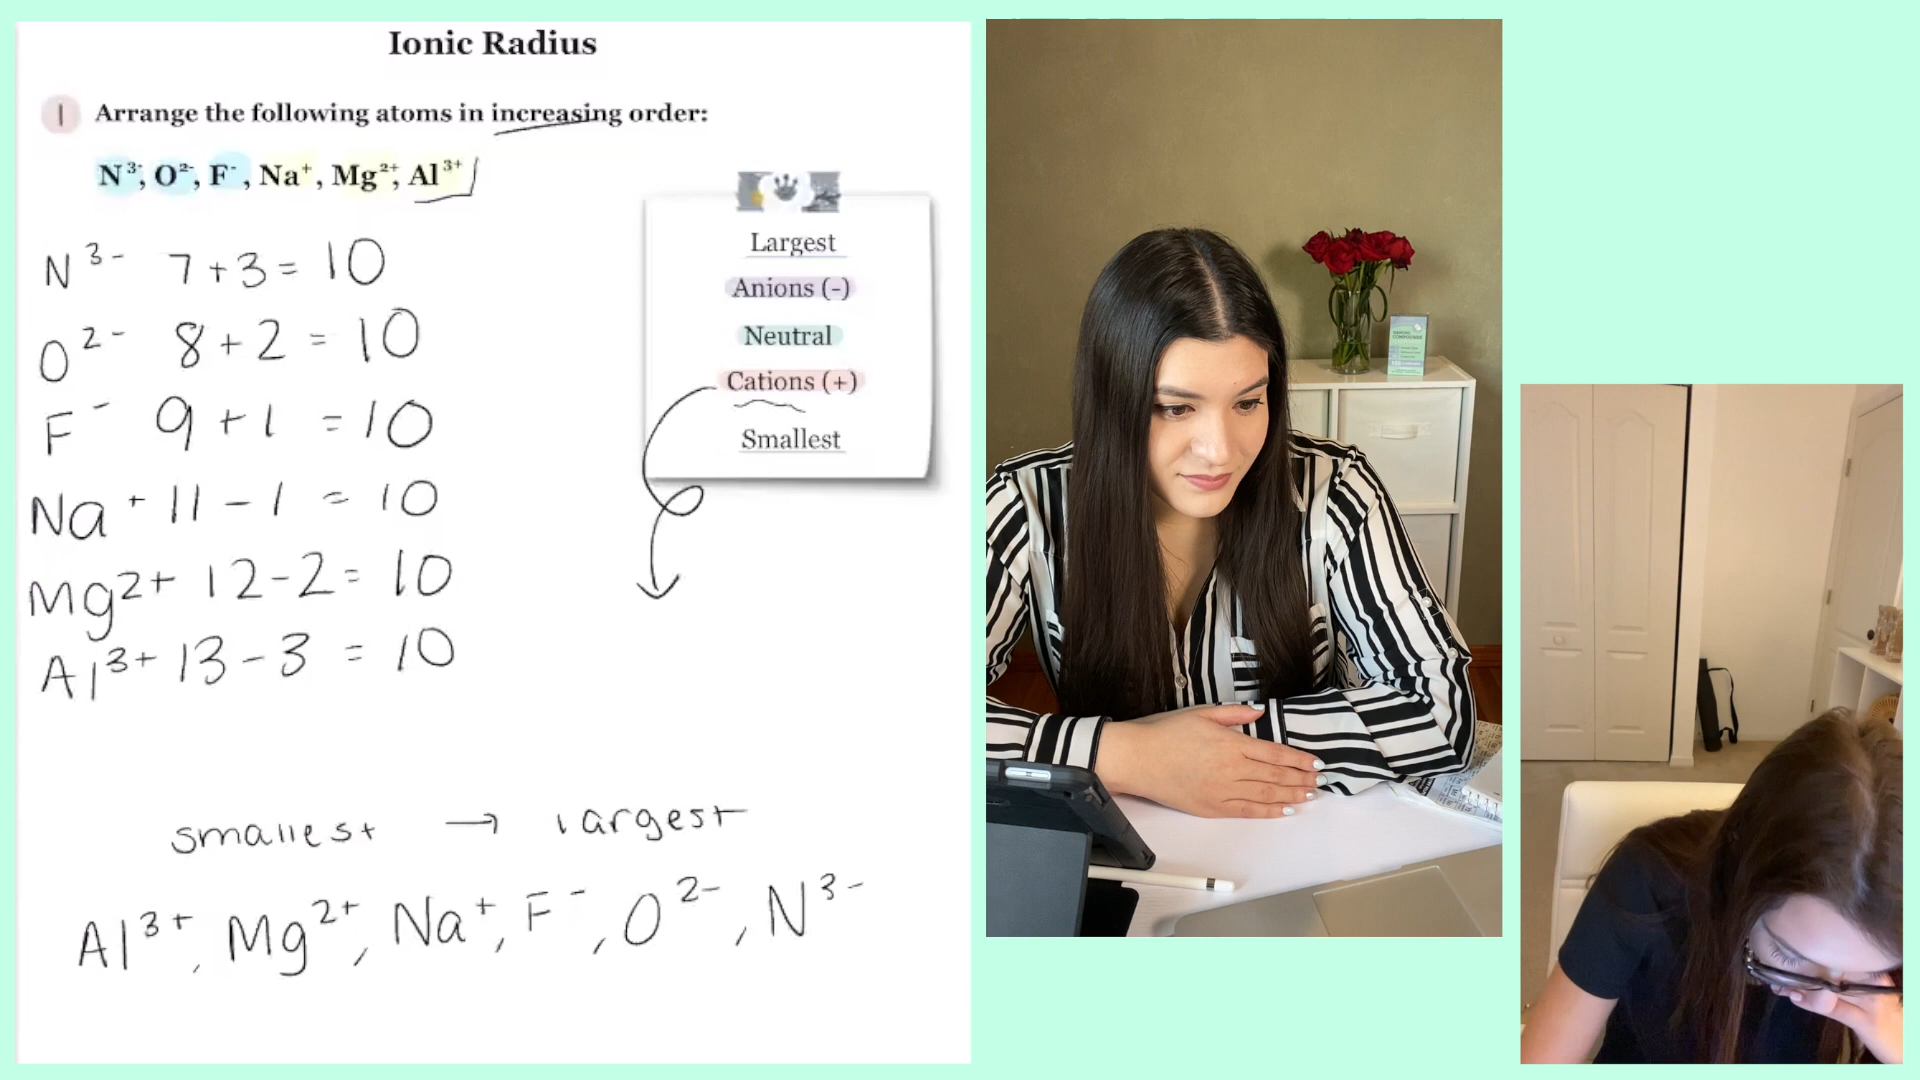 Ionic Radius
1 Arrange the following atoms in increasing order:
N³⁻, O²⁻, F⁻, Na⁺, Mg²⁺, Al³⁺
N³⁻ 7+3= 10
O²⁻ 8+2 = 10
F⁻ 9+1 = 10
Na⁺ 11-1 = 10
Mg²⁺ 12-2= 10
Al³⁺ 13-3 = 10
Largest
Anions (-)
Neutral
Cations (+)
Smallest
smallest → largest
Al³⁺, Mg²⁺, Na⁺, F⁻, O²⁻, N³⁻
NAMING
COMPOUNDS